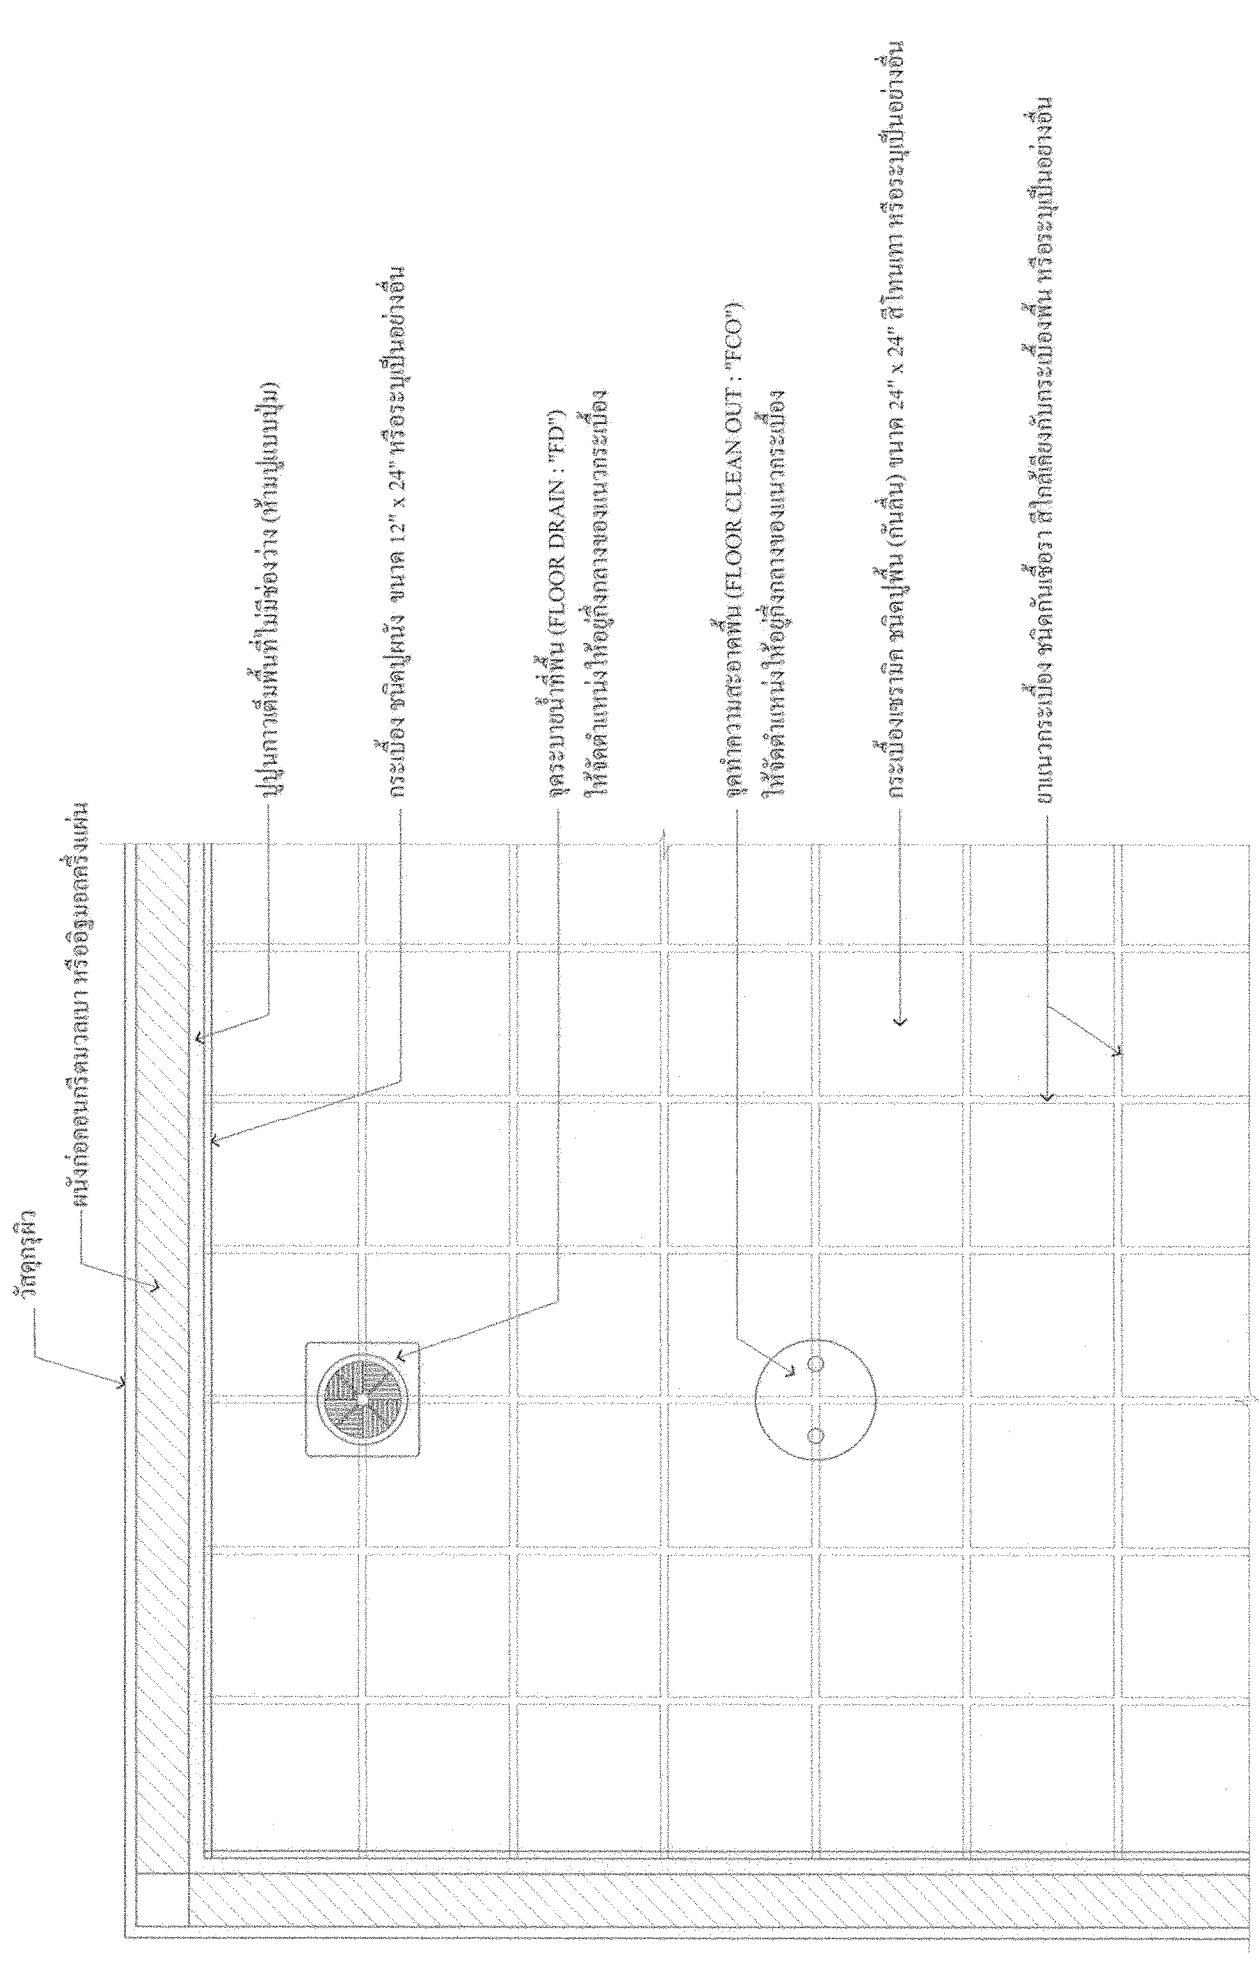 วัสดุกรุผิว
ผนังก่อคอนกรีตมวลเบา หรืออิฐมอญครึ่งแผ่น
ปูปูนกาวเต็มพื้นที่ไม่มีช่องว่าง (ห้ามปูแบบปุ่ม)
กระเบื้อง ชนิดปูผนัง ขนาด 12" x 24" หรือระบุเป็นอย่างอื่น
จุดระบายน้ำที่พื้น (FLOOR DRAIN : "FD")
ให้จัดตำแหน่งให้อยู่กึ่งกลางของแนวกระเบื้อง
จุดทำความสะอาดพื้น (FLOOR CLEAN OUT : "FCO")
ให้จัดตำแหน่งให้อยู่กึ่งกลางของแนวกระเบื้อง
กระเบื้องเซรามิค ชนิดปูพื้น (กันลื่น) ขนาด 24" x 24" สีโทนเทา หรือระบุเป็นอย่างอื่น
ยาแนวกระเบื้อง ชนิดกันเชื้อรา สีใกล้เคียงกับกระเบื้องพื้น หรือระบุเป็นอย่างอื่น